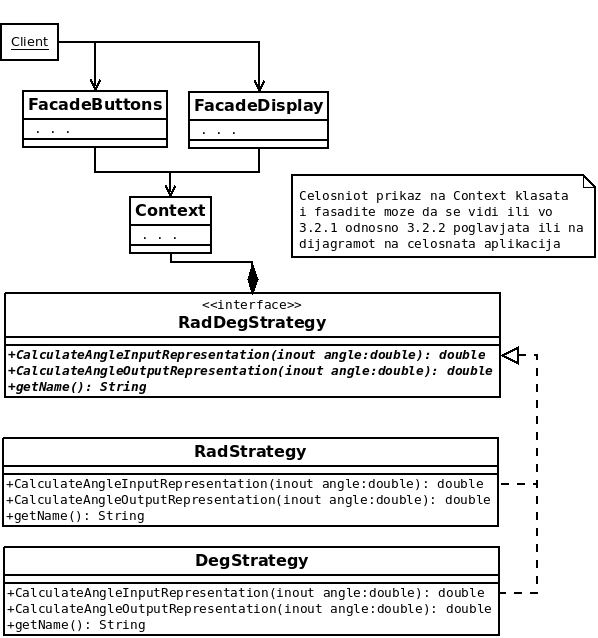 Client
FacadeButtons
. . .
FacadeDisplay
. . .
Context
. . .
Celosniot prikaz na Context klasata
i fasadite moze da se vidi ili vo
3.2.1 odnosno 3.2.2 poglavjata ili na
dijagramot na celosnata aplikacija
<<interface>>
RadDegStrategy
+CalculateAngleInputRepresentation(inout angle:double): double
+CalculateAngleOutputRepresentation(inout angle:double): double
+getName(): String
RadStrategy
+CalculateAngleInputRepresentation(inout angle:double): double
+CalculateAngleOutputRepresentation(inout angle:double): double
+getName(): String
DegStrategy
+CalculateAngleInputRepresentation(inout angle:double): double
+CalculateAngleOutputRepresentation(inout angle:double): double
+getName(): String